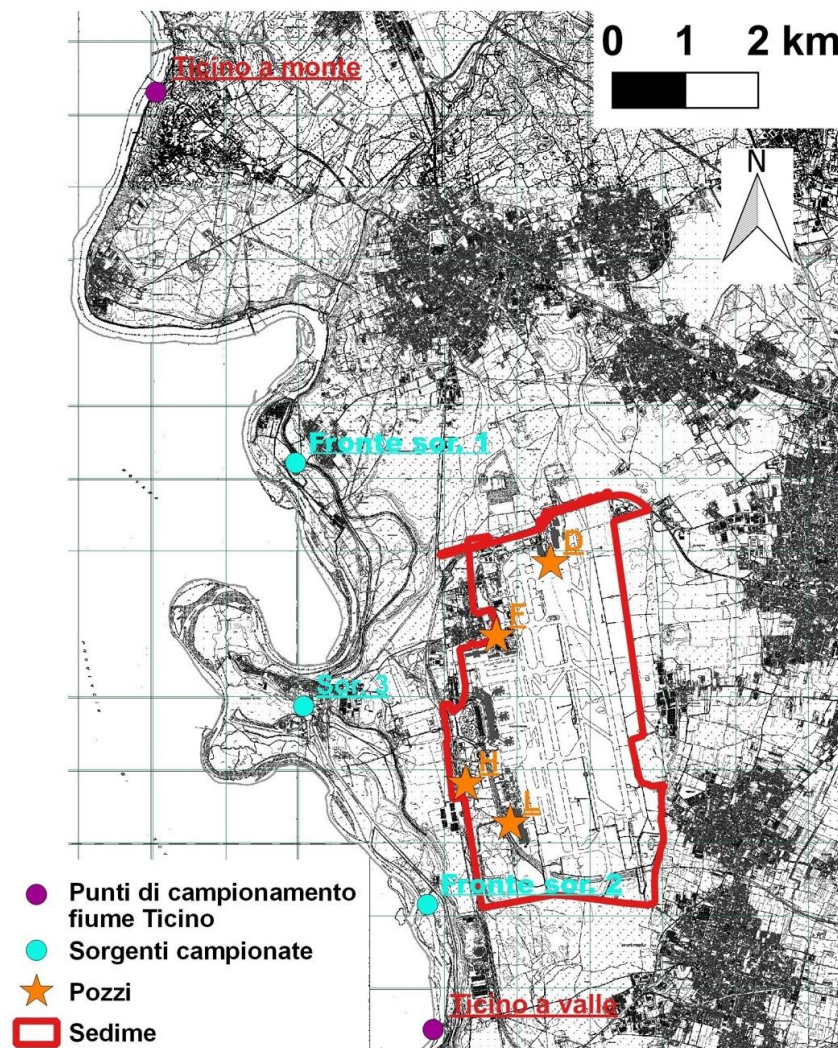 0 1 2 km
Ticino a monte
N
Fronte sor. 1
D
F
Sor. 3
H
L
Fronte sor. 2
Ticino a valle
Punti di campionamento
fiume Ticino
Sorgenti campionate
Pozzi
Sedime